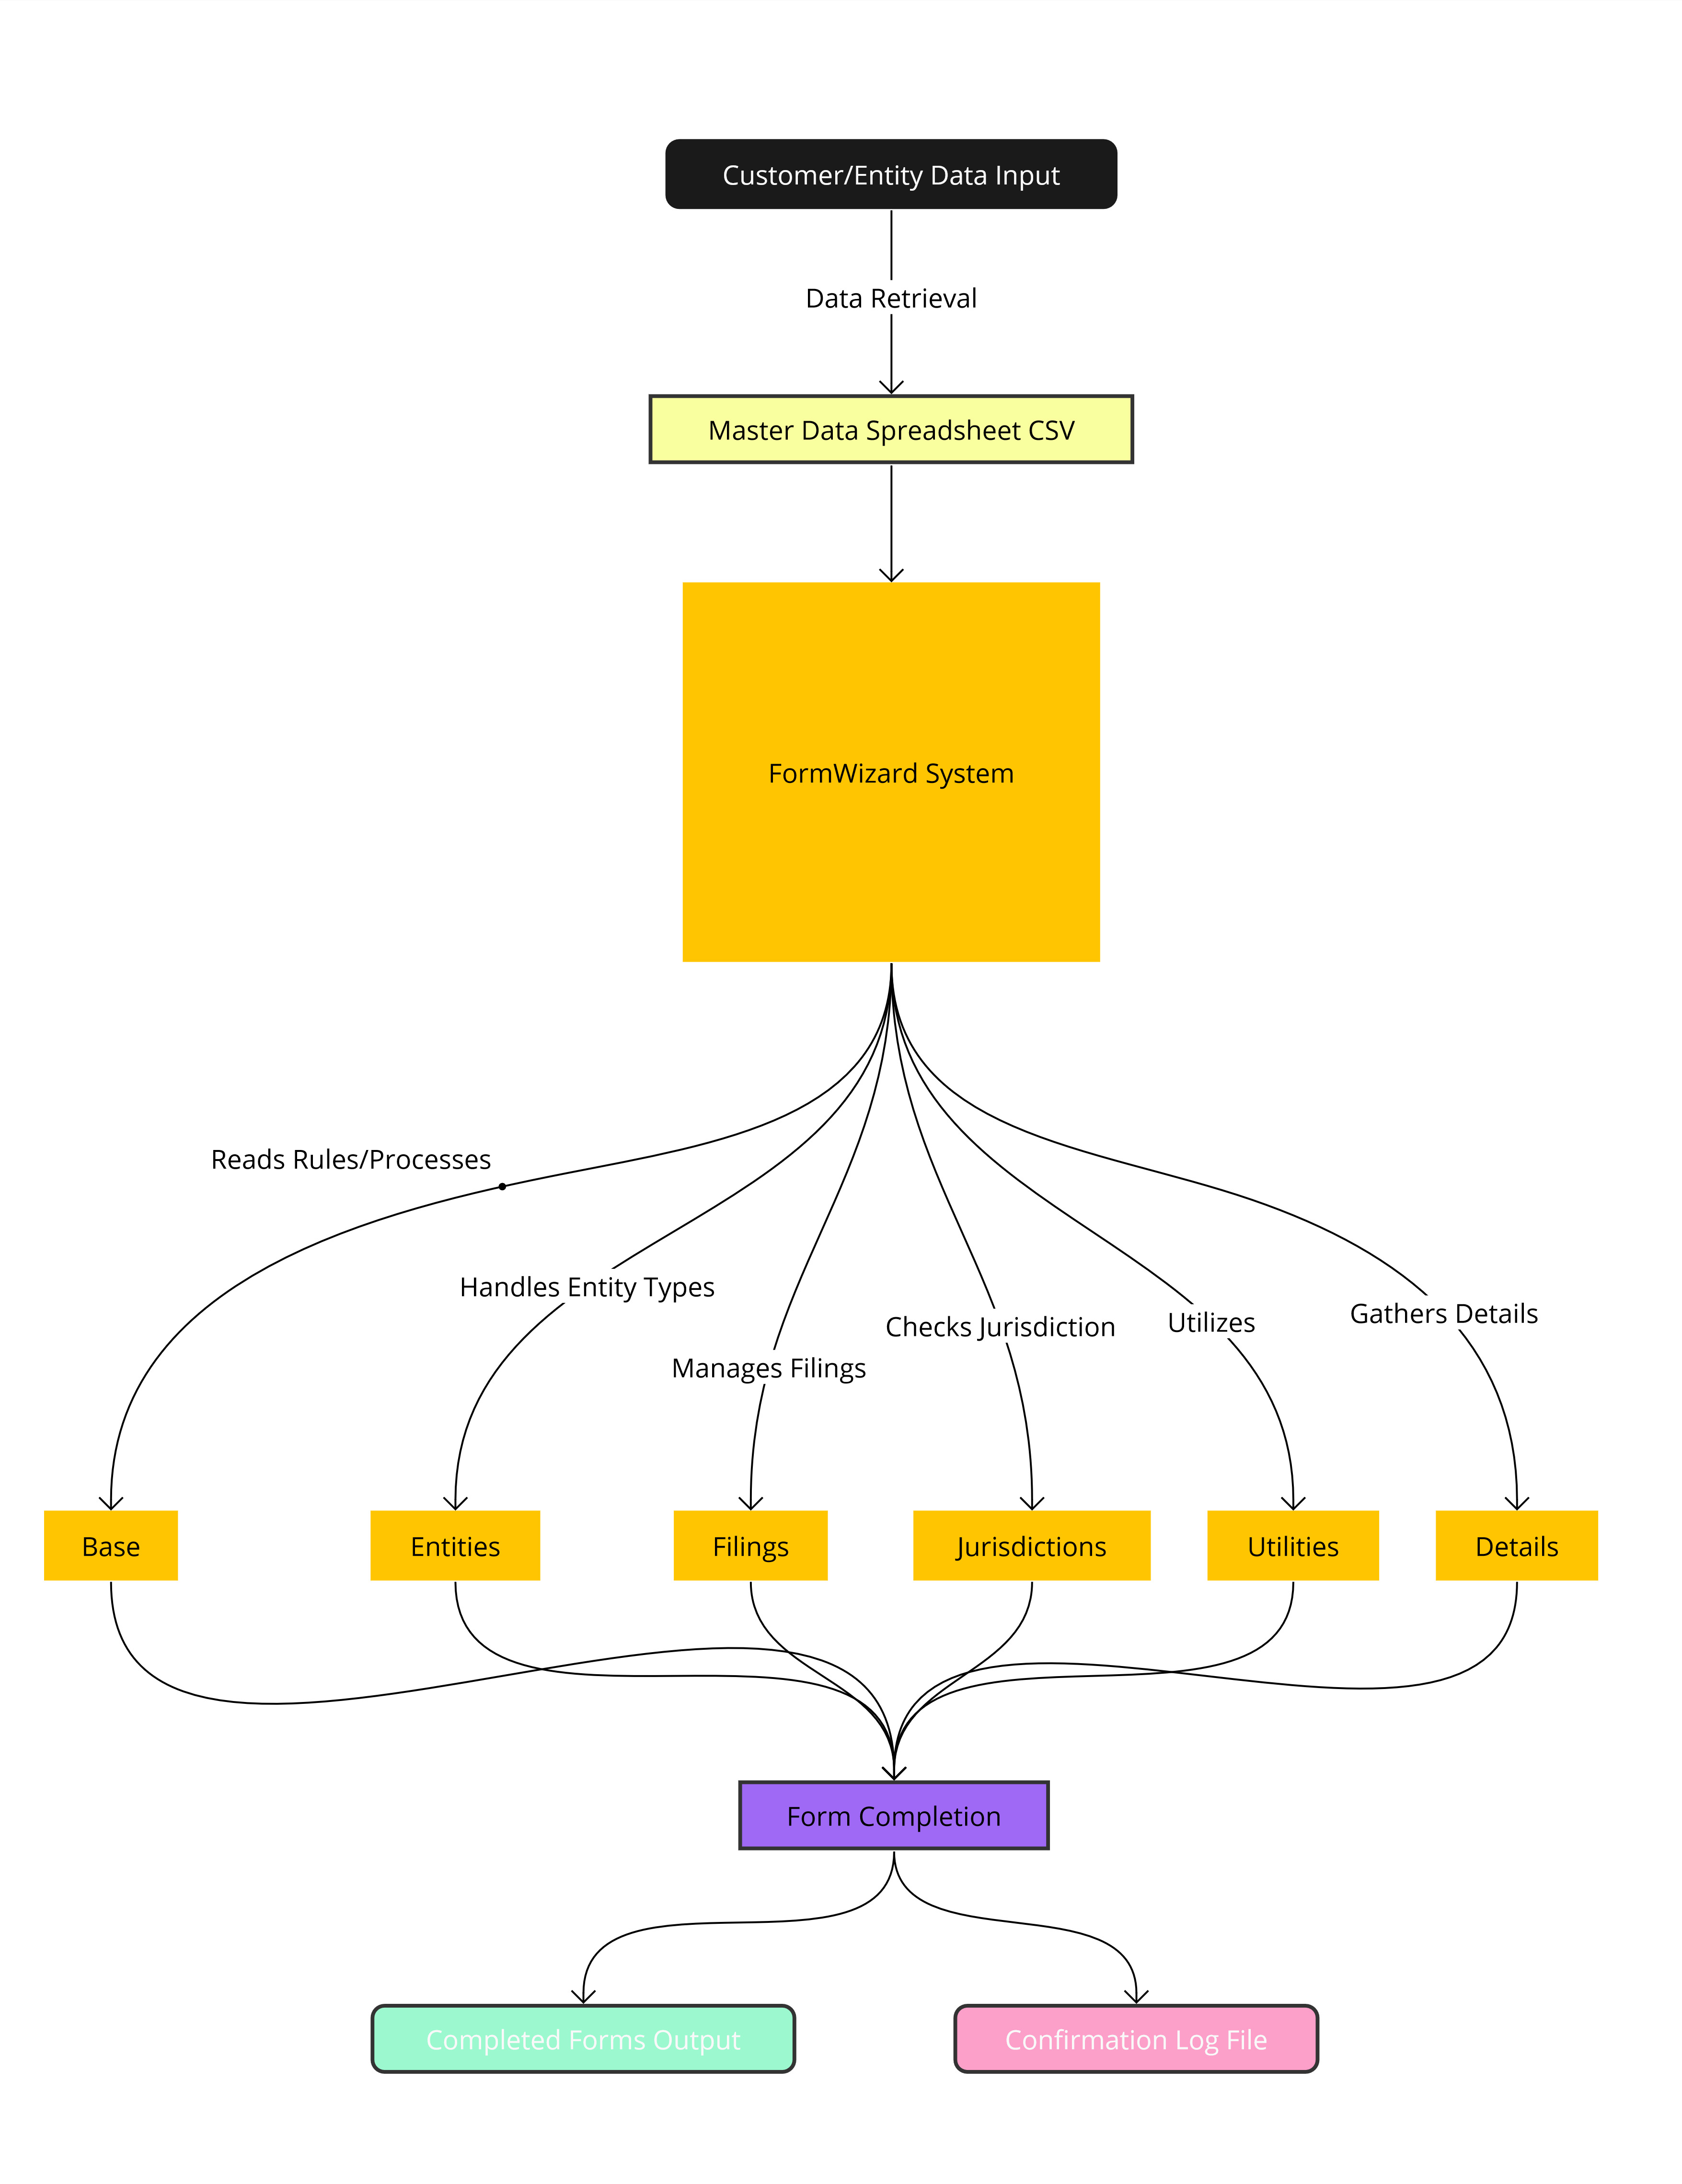 Customer/Entity Data Input
Data Retrieval
Master Data Spreadsheet CSV
FormWizard System
Reads Rules/Processes
Handles Entity Types
Manages Filings
Checks Jurisdiction
Utilizes
Gathers Details
Base
Entities
Filings
Jurisdictions
Utilities
Details
Form Completion
Completed Forms Output
Confirmation Log File